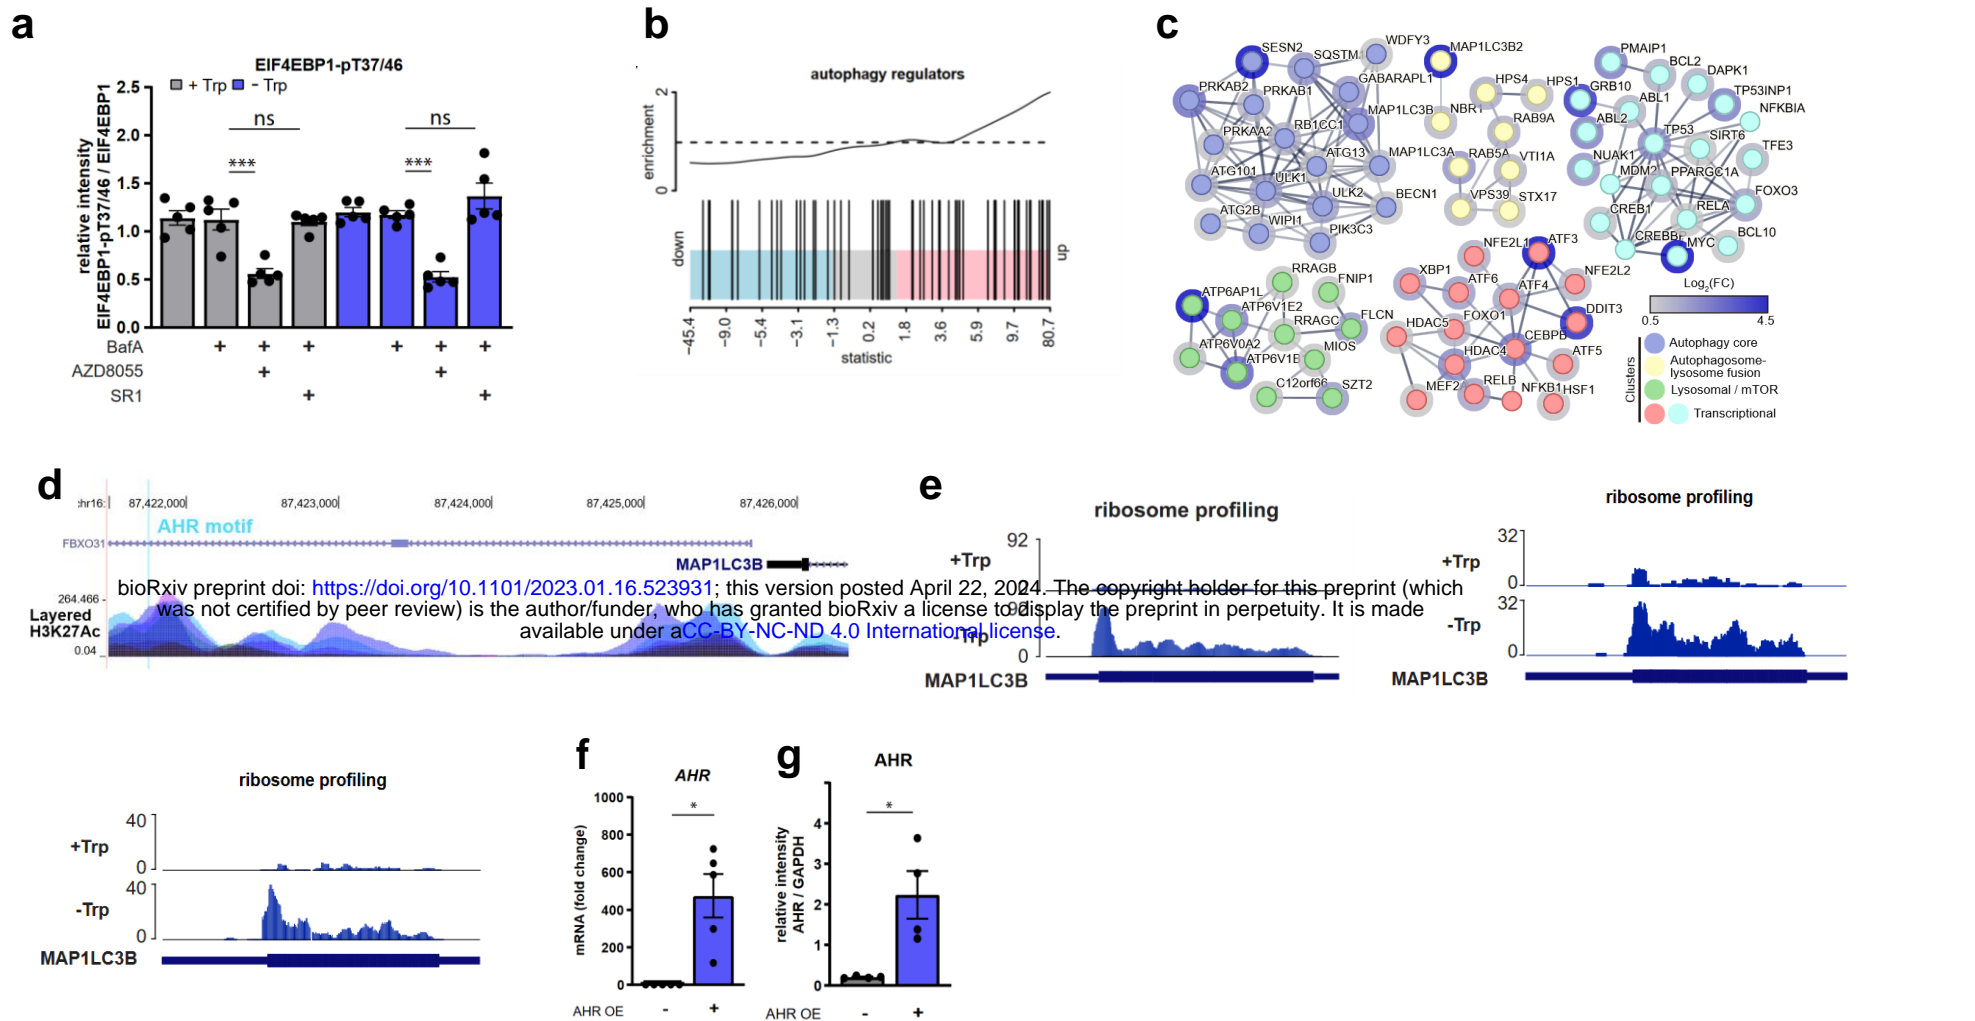 a
EIF4EBP1-pT37/46
+ Trp - Trp
relative intensity
EIF4EBP1-pT37/46 / EIF4EBP1
2.5
2.0
1.5
1.0
0.5
0.0
ns
ns
***
***
BafA + + + + + +
AZD8055 + +
SR1 + +
b
autophagy regulators
enrichment
2
1
0
down
up
-45.4 -9.0 -5.4 -3.1 -1.3 0.2 1.8 3.6 5.9 9.7 80.7
statistic
c
SESN2
SQSTM1
WDFY3
PRKAB2
PRKAB1
GABARAPL1
MAP1LC3B
RB1CC1
PRKAA2
ATG13
MAP1LC3A
ATG101
ULK1
ULK2
BECN1
ATG2B
WIPI1
PIK3C3
MAP1LC3B2
NBR1
HPS4
HPS1
RAB9A
RAB5A
VTI1A
VPS39
STX17
PMAIP1
BCL2
DAPK1
GRB10
ABL1
TP53INP1
NFKBIA
ABL2
TP53
SIRT6
TFE3
NUAK1
MDM2
PPARGC1A
FOXO3
CREB1
RELA
CREBBP
MYC
BCL10
RRAGB
FNIP1
ATP6AP1L
ATP6V1E2
RRAGC
FLCN
ATP6V0A2
ATP6V1E
MIOS
C12orf66
SZT2
NFE2L1
ATF3
XBP1
ATF6
NFE2L2
ATF4
HDAC5
FOXO1
DDIT3
CEBPB
HDAC4
ATF5
MEF2A
RELB
NFKB1
HSF1
Log2(FC)
0.5 4.5
Clusters
Autophagy core
Autophagosome-
lysosome fusion
Lysosomal / mTOR
Transcriptional
d
chr16: 87,422,000| 87,423,000| 87,424,000| 87,425,000| 87,426,000|
AHR motif
FBXO31
MAP1LC3B
264.466
Layered
H3K27Ac
0.04
bioRxiv preprint doi: https://doi.org/10.1101/2023.01.16.523931; this version posted April 22, 2024. The copyright holder for this preprint (which
was not certified by peer review) is the author/funder, who has granted bioRxiv a license to display the preprint in perpetuity. It is made
available under aCC-BY-NC-ND 4.0 International license.
e
ribosome profiling
+Trp
92
-Trp
92
0
MAP1LC3B
ribosome profiling
+Trp
32
0
-Trp
32
0
MAP1LC3B
ribosome profiling
+Trp
40
0
-Trp
40
0
MAP1LC3B
f
AHR
*
mRNA (fold change)
1000
800
600
400
200
0
AHR OE - +
g
AHR
*
relative intensity
AHR / GAPDH
4
3
2
1
0
AHR OE - +